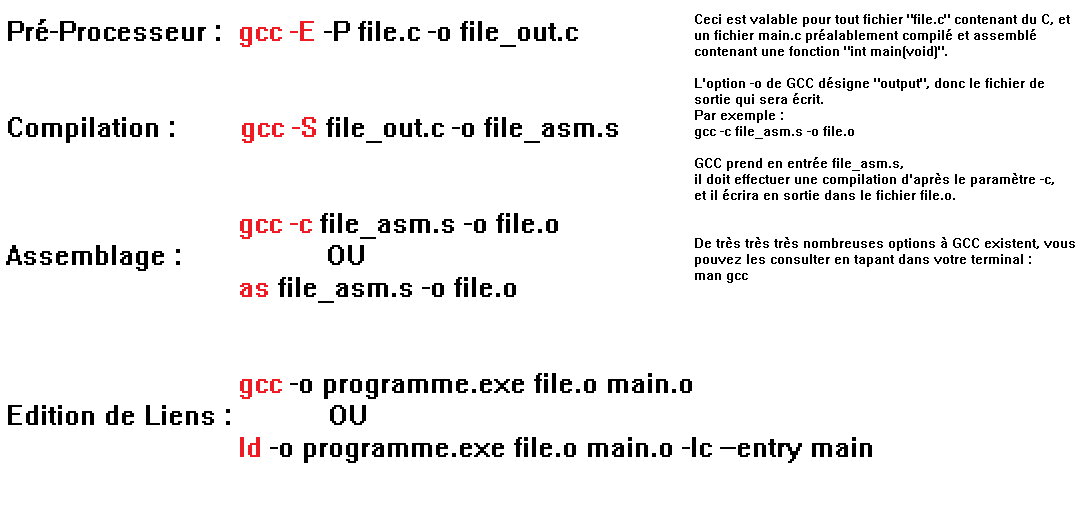 Pré-Processeur : gcc -E -P file.c -o file_out.c
Compilation : gcc -S file_out.c -o file_asm.s
gcc -c file_asm.s -o file.o
Assemblage : OU
as file_asm.s -o file.o
gcc -o programme.exe file.o main.o
Edition de Liens : OU
ld -o programme.exe file.o main.o -lc —entry main
Ceci est valable pour tout fichier "file.c" contenant du C, et
un fichier main.c préalablement compilé et assemblé
contenant une fonction "int main(void)".
L'option -o de GCC désigne "output", donc le fichier de
sortie qui sera écrit.
Par exemple :
gcc -c file_asm.s -o file.o
GCC prend en entrée file_asm.s,
il doit effectuer une compilation d'après le paramètre -c,
et il écrira en sortie dans le fichier file.o.
De très très très nombreuses options à GCC existent, vous
pouvez les consulter en tapant dans votre terminal :
man gcc